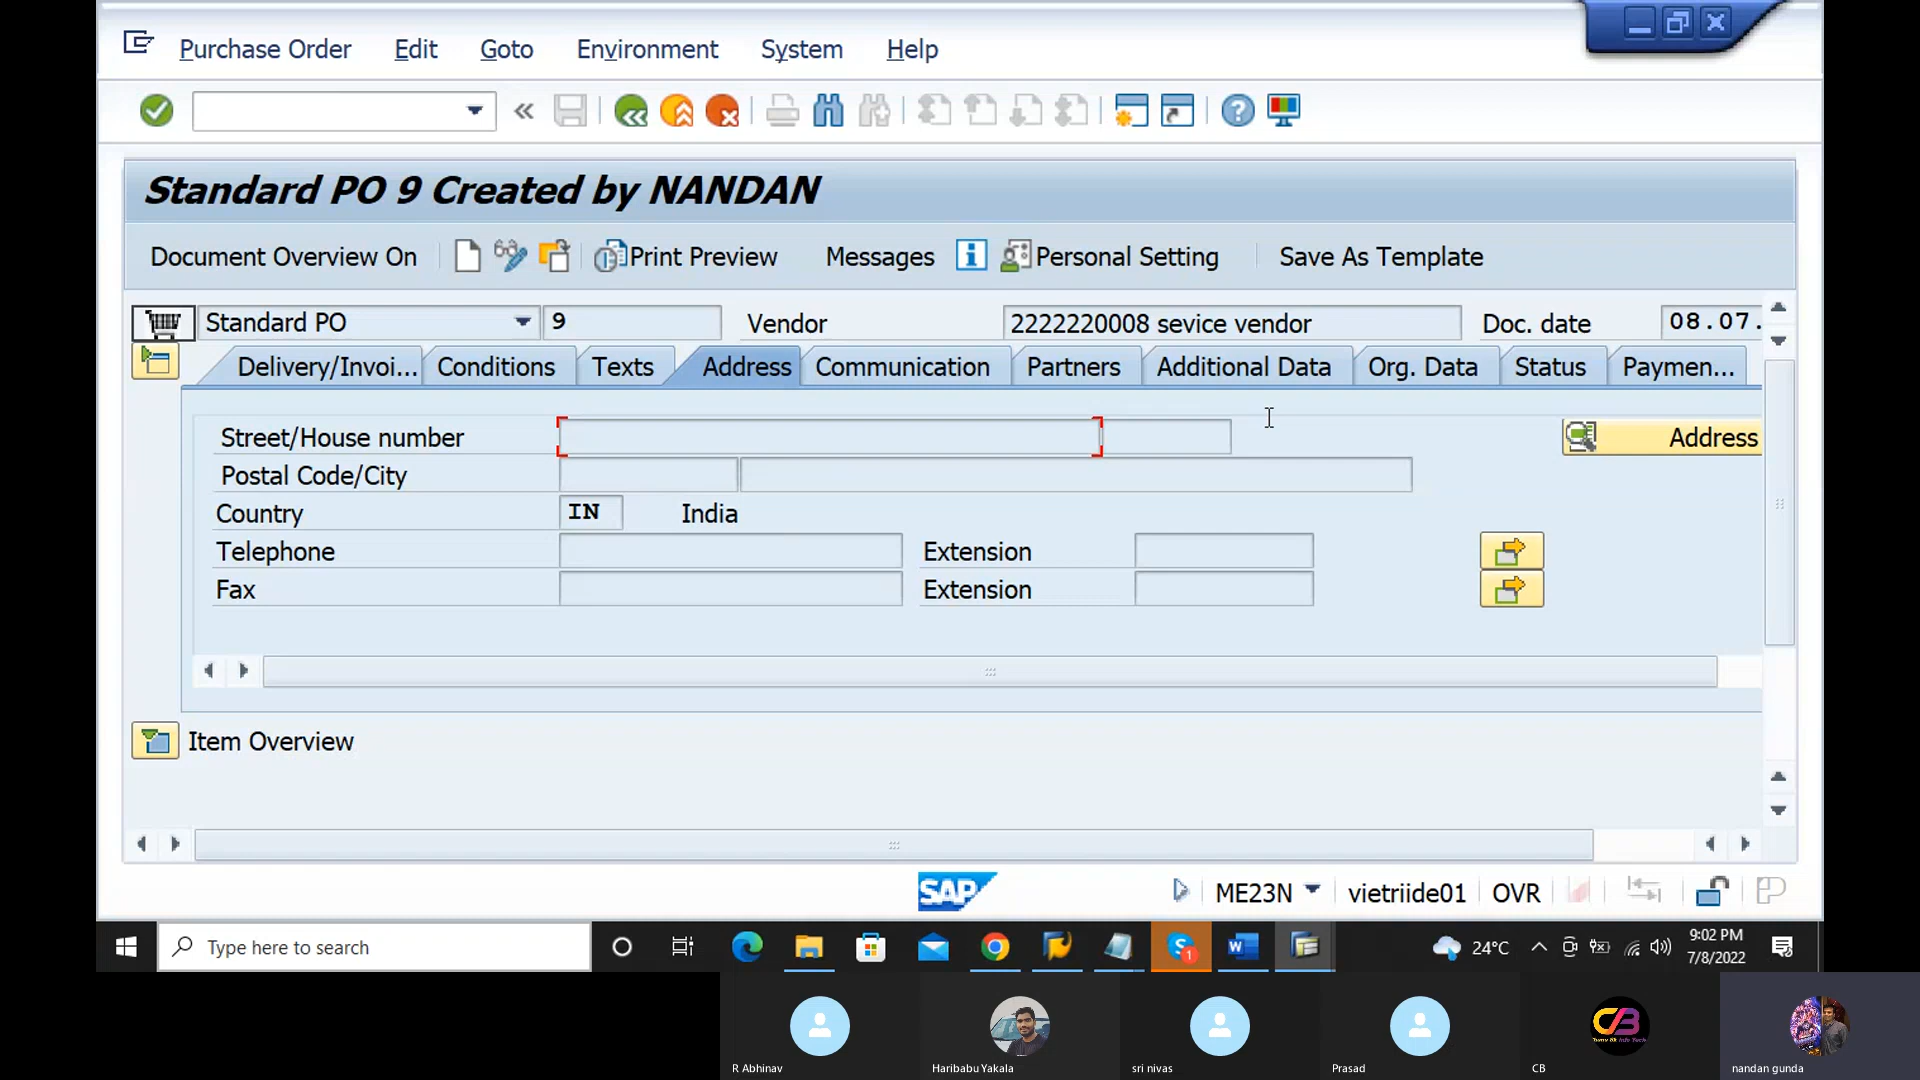 Purchase Order Edit Goto Environment System Help
Standard PO 9 Created by NANDAN
Document Overview On Print Preview Messages Personal Setting Save As Template
Standard PO 9 Vendor 2222220008 sevice vendor Doc. date 08.07.
Delivery/Invoi... Conditions Texts Address Communication Partners Additional Data Org. Data Status Paymen...
Street/House number Address
Postal Code/City
Country IN India
Telephone Extension
Fax Extension
Item Overview
SAP ME23N vietriide01 OVR
Type here to search 1 24°C 9:02 PM
7/8/2022
CB
R Abhinav Haribabu Yakala sri nivas Prasad CB nandan gunda